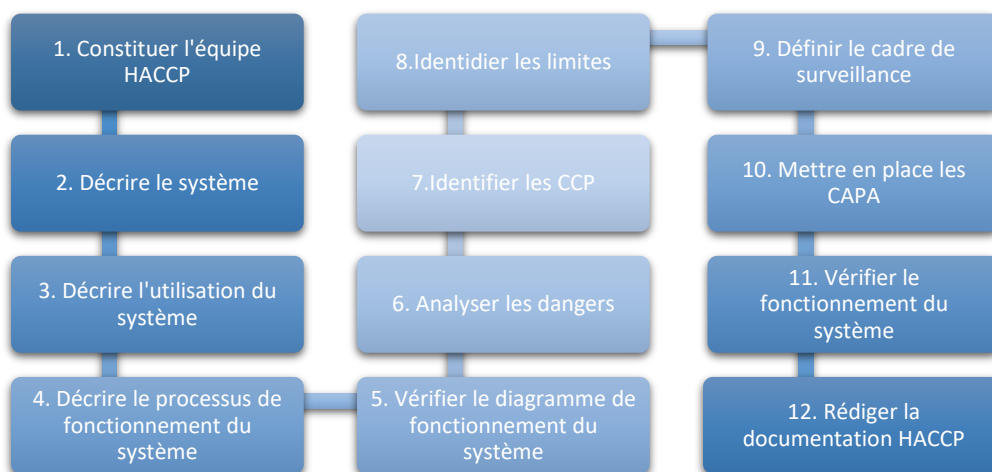 1. Constituer l'équipe
HACCP
2. Décrire le système
3. Décrire l'utilisation du
système
4. Décrire le processus de
fonctionnement du
système
5. Vérifier le diagramme de
fonctionnement du
système
6. Analyser les dangers
7.Identifier les CCP
8.Identidier les limites
9. Définir le cadre de
surveillance
10. Mettre en place les
CAPA
11. Vérifier le
fonctionnement du
système
12. Rédiger la
documentation HACCP